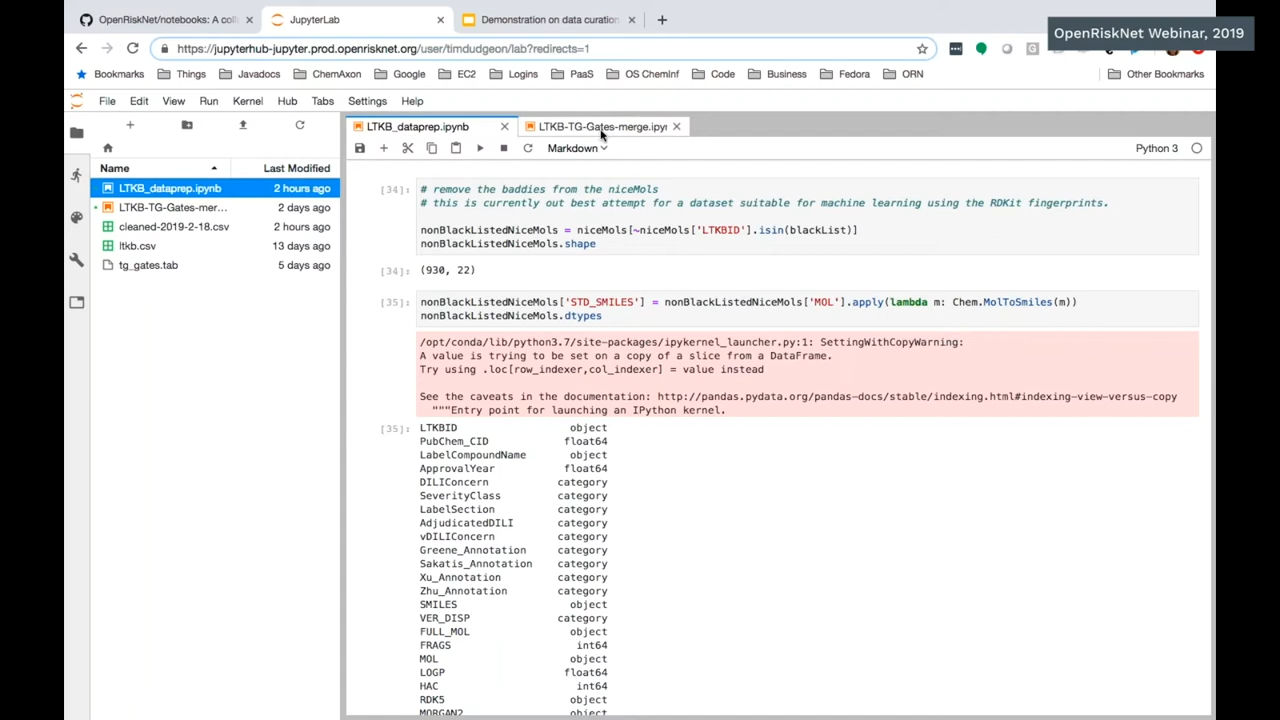 OpenRiskNet/notebooks: A coll
JupyterLab
Demonstration on data curation
OpenRiskNet Webinar, 2019
https://jupyterhub-jupyter.prod.openrisknet.org/user/timdudgeon/lab?redirects=1
Bookmarks Things Javadocs ChemAxon Google EC2 Logins PaaS OS ChemInf Code Business Fedora ORN Other Bookmarks
File Edit View Run Kernel Hub Tabs Settings Help
LTKB_dataprep.ipynb
LTKB-TG-Gates-merge.ipyn
Markdown
Python 3
Name Last Modified
LTKB_dataprep.ipynb 2 hours ago
LTKB-TG-Gates-mer... 2 days ago
cleaned-2019-2-18.csv 2 hours ago
ltkb.csv 13 days ago
tg_gates.tab 5 days ago
[34]: # remove the baddies from the niceMols
# this is currently out best attempt for a dataset suitable for machine learning using the RDKit fingerprints.
nonBlackListedNiceMols = niceMols[~niceMols['LTKBID'].isin(blackList)]
nonBlackListedNiceMols.shape
[34]: (930, 22)
[35]: nonBlackListedNiceMols['STD_SMILES'] = nonBlackListedNiceMols['MOL'].apply(lambda m: Chem.MolToSmiles(m))
nonBlackListedNiceMols.dtypes
/opt/conda/lib/python3.7/site-packages/ipykernel_launcher.py:1: SettingWithCopyWarning:
A value is trying to be set on a copy of a slice from a DataFrame.
Try using .loc[row_indexer,col_indexer] = value instead
See the caveats in the documentation: http://pandas.pydata.org/pandas-docs/stable/indexing.html#indexing-view-versus-copy
"""Entry point for launching an IPython kernel.
[35]: LTKBID object
PubChem_CID float64
LabelCompoundName object
ApprovalYear float64
DILIConcern category
SeverityClass category
LabelSection category
AdjudicatedDILI category
vDILIConcern category
Greene_Annotation category
Sakatis_Annotation category
Xu_Annotation category
Zhu_Annotation category
SMILES object
VER_DISP category
FULL_MOL object
FRAGS int64
MOL object
LOGP float64
HAC int64
RDK5 object
MORGAN2 object